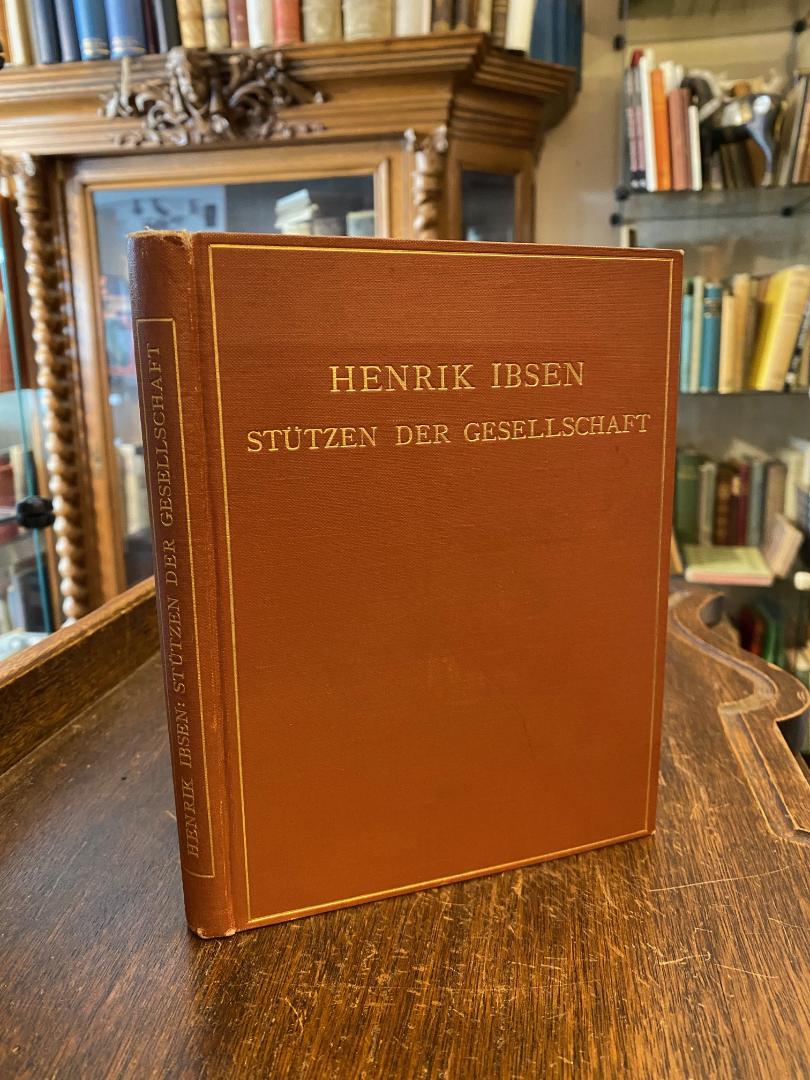 HENRIK IBSEN
STÜTZEN DER GESELLSCHAFT
HENRIK IBSEN: STÜTZEN DER GESELLSCHAFT